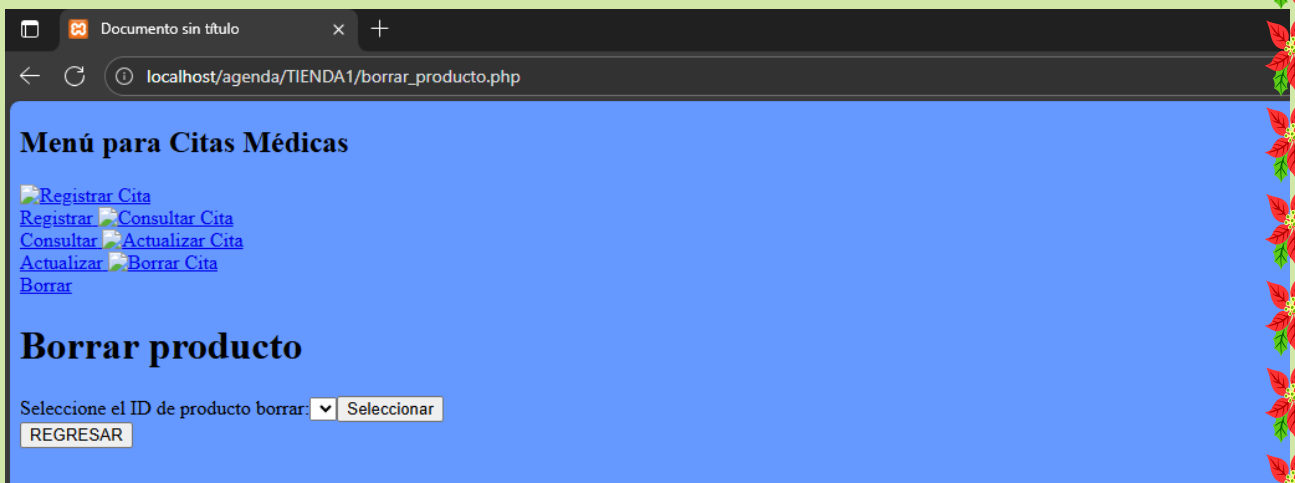 Documento sin título
localhost/agenda/TIENDA1/borrar_producto.php
Menú para Citas Médicas
Registrar Cita
Registrar Consultar Cita
Consultar Actualizar Cita
Actualizar Borrar Cita
Borrar
Borrar producto
Seleccione el ID de producto borrar: Seleccionar
REGRESAR